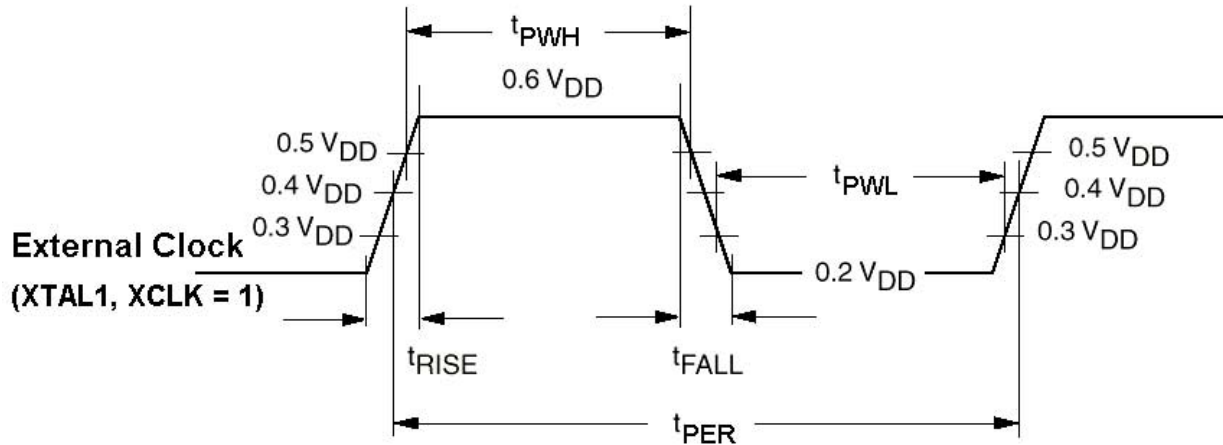 tPWH
0.6 VDD
0.5 VDD
0.5 VDD
0.4 VDD
tPWL
0.4 VDD
0.3 VDD
0.3 VDD
External Clock
(XTAL1, XCLK = 1)
0.2 VDD
tRISE
tFALL
tPER